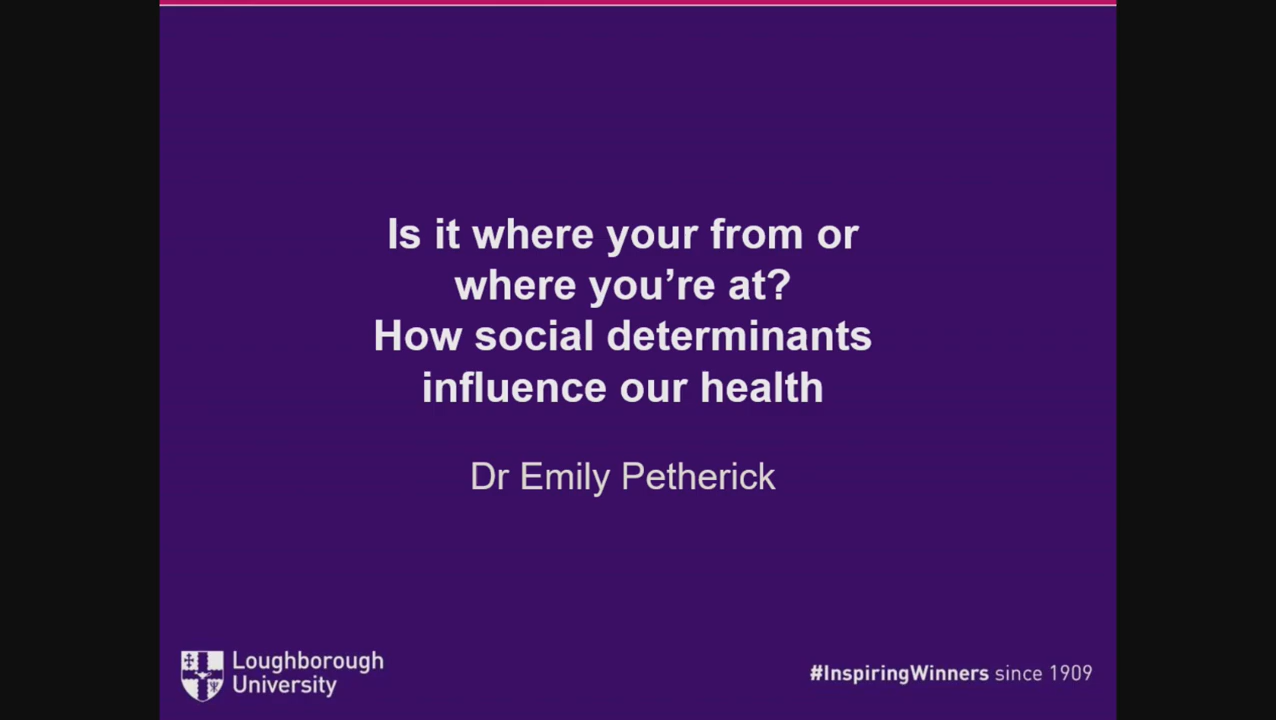 Is it where your from or
where you’re at?
How social determinants
influence our health
Dr Emily Petherick
Loughborough
University
#InspiringWinners since 1909